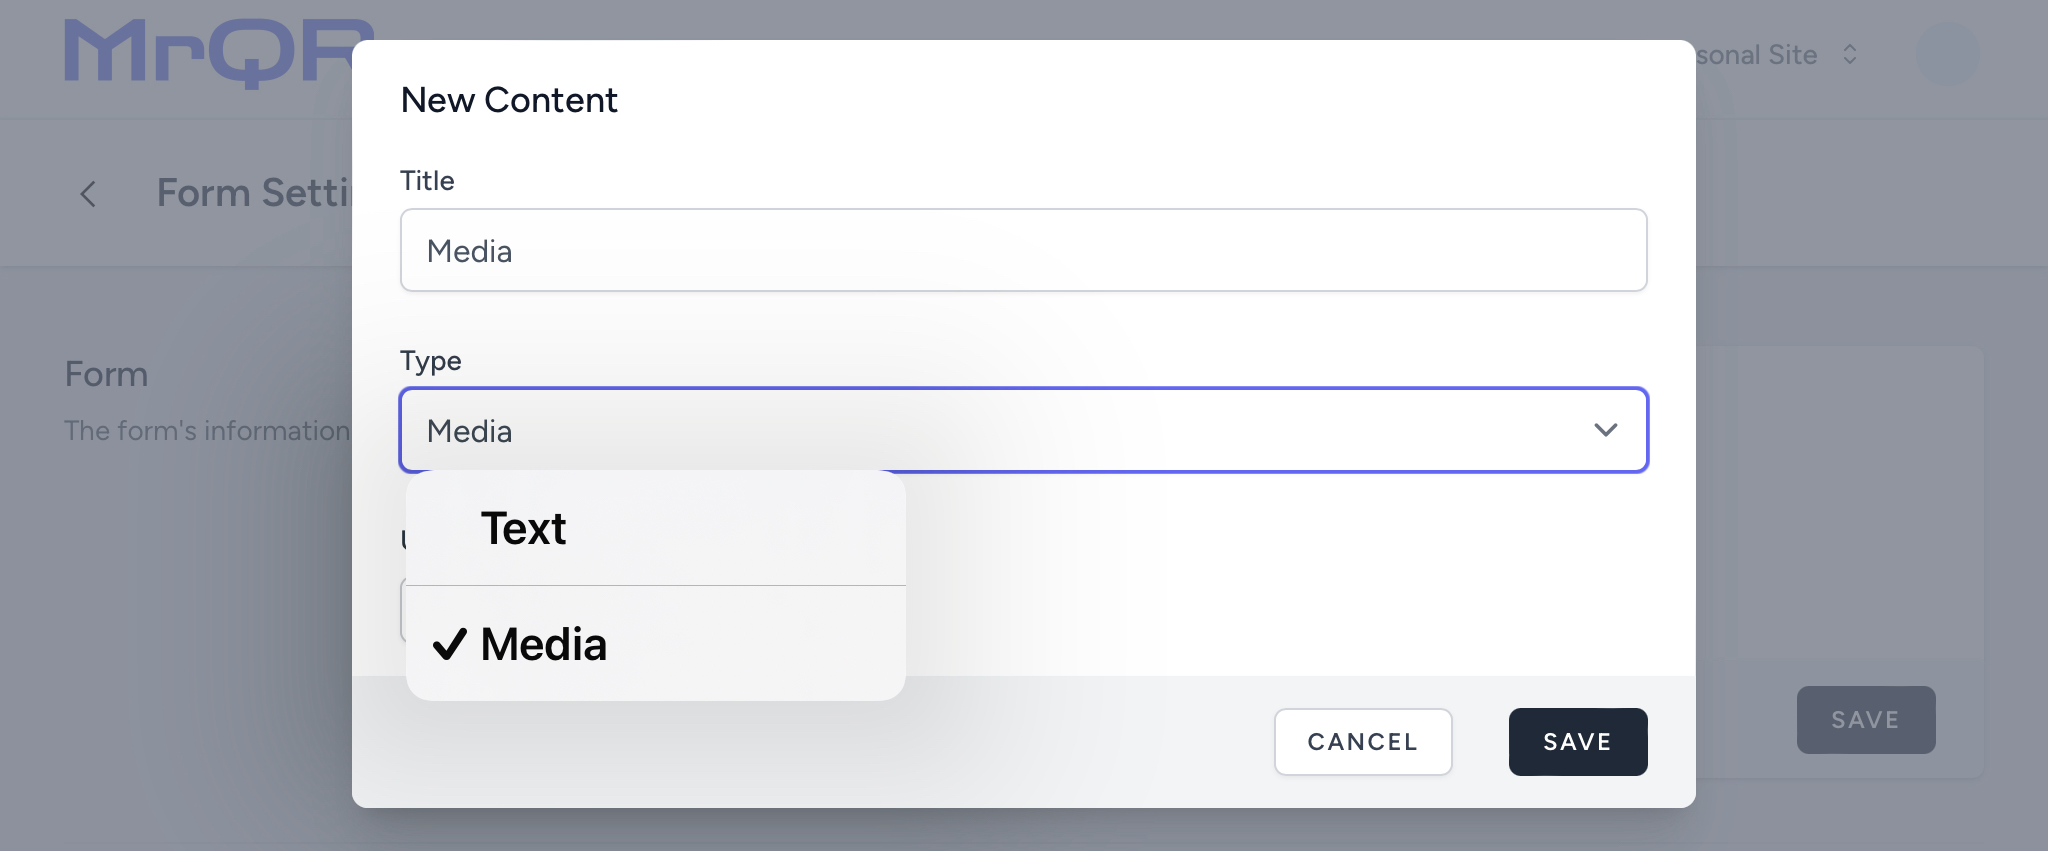 MrQR
sonal Site
Form Setti
Form
The form's information
SAVE
New Content
Title
Media
Type
Media
Text
Media
CANCEL
SAVE